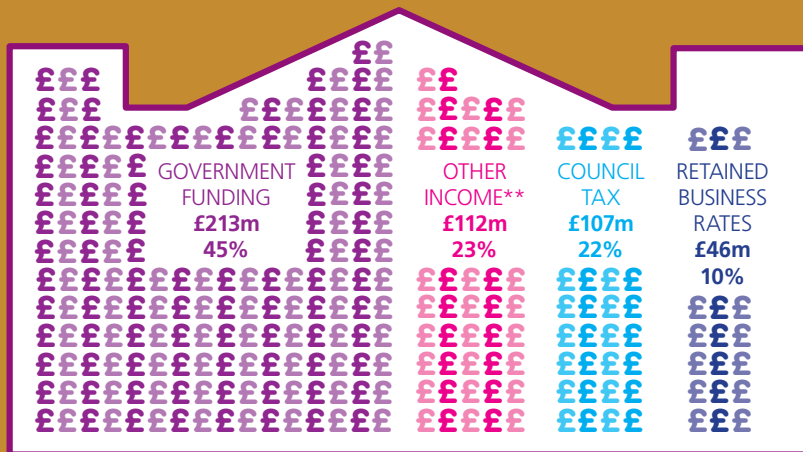 GOVERNMENT
FUNDING
£213m
45%
OTHER
INCOME**
£112m
23%
COUNCIL
TAX
£107m
22%
RETAINED
BUSINESS
RATES
£46m
10%